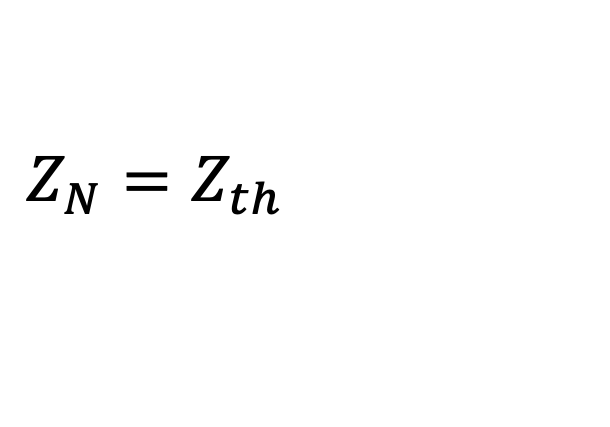 Z_N = Z_th